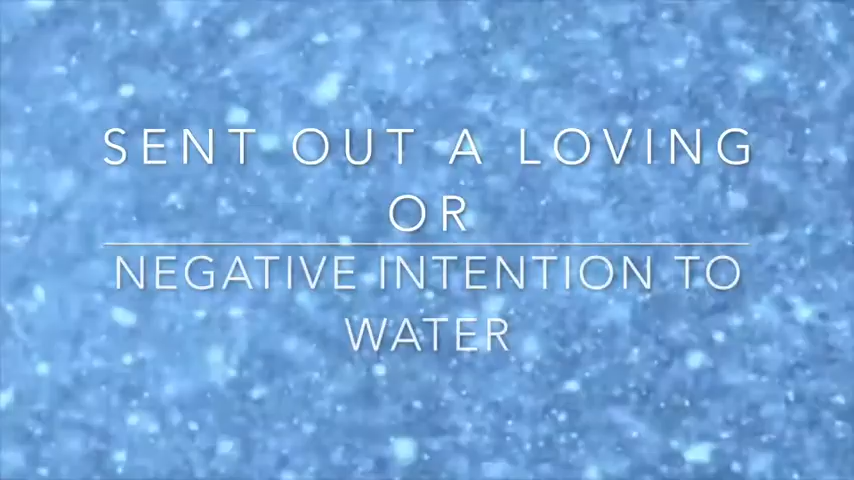 SENT OUT A LOVING
OR
NEGATIVE INTENTION TO
WATER